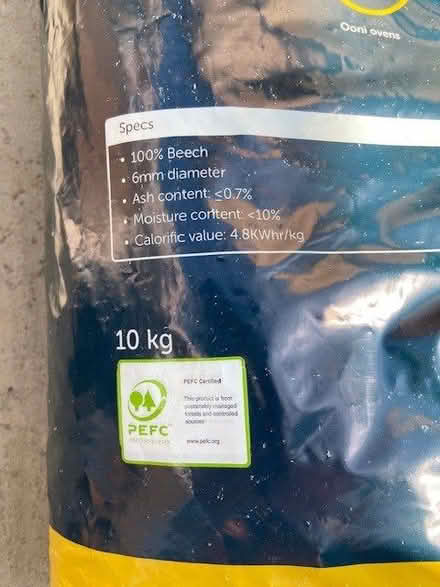 Ooni ovens
Specs
• 100% Beech
• 6mm diameter
• Ash content: ≤0.7%
• Moisture content: <10%
• Calorific value: 4.8KWhr/kg
10 kg
PEFC Certified
This product is from
sustainably managed
forests and controlled
sources
www.pefc.org
PEFC™